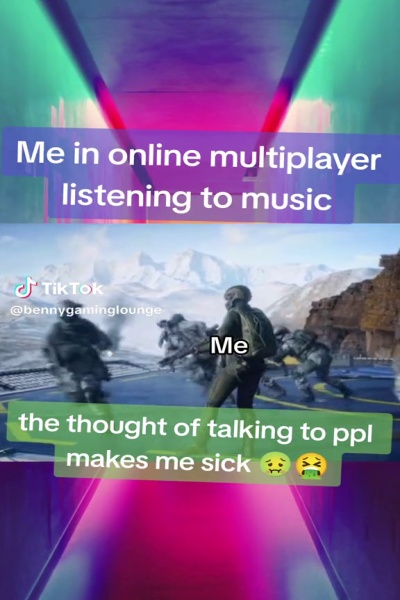 Me in online multiplayer
listening to music
TikTok
@bennygaminglounge
Me
the thought of talking to ppl
makes me sick 🤢🤮